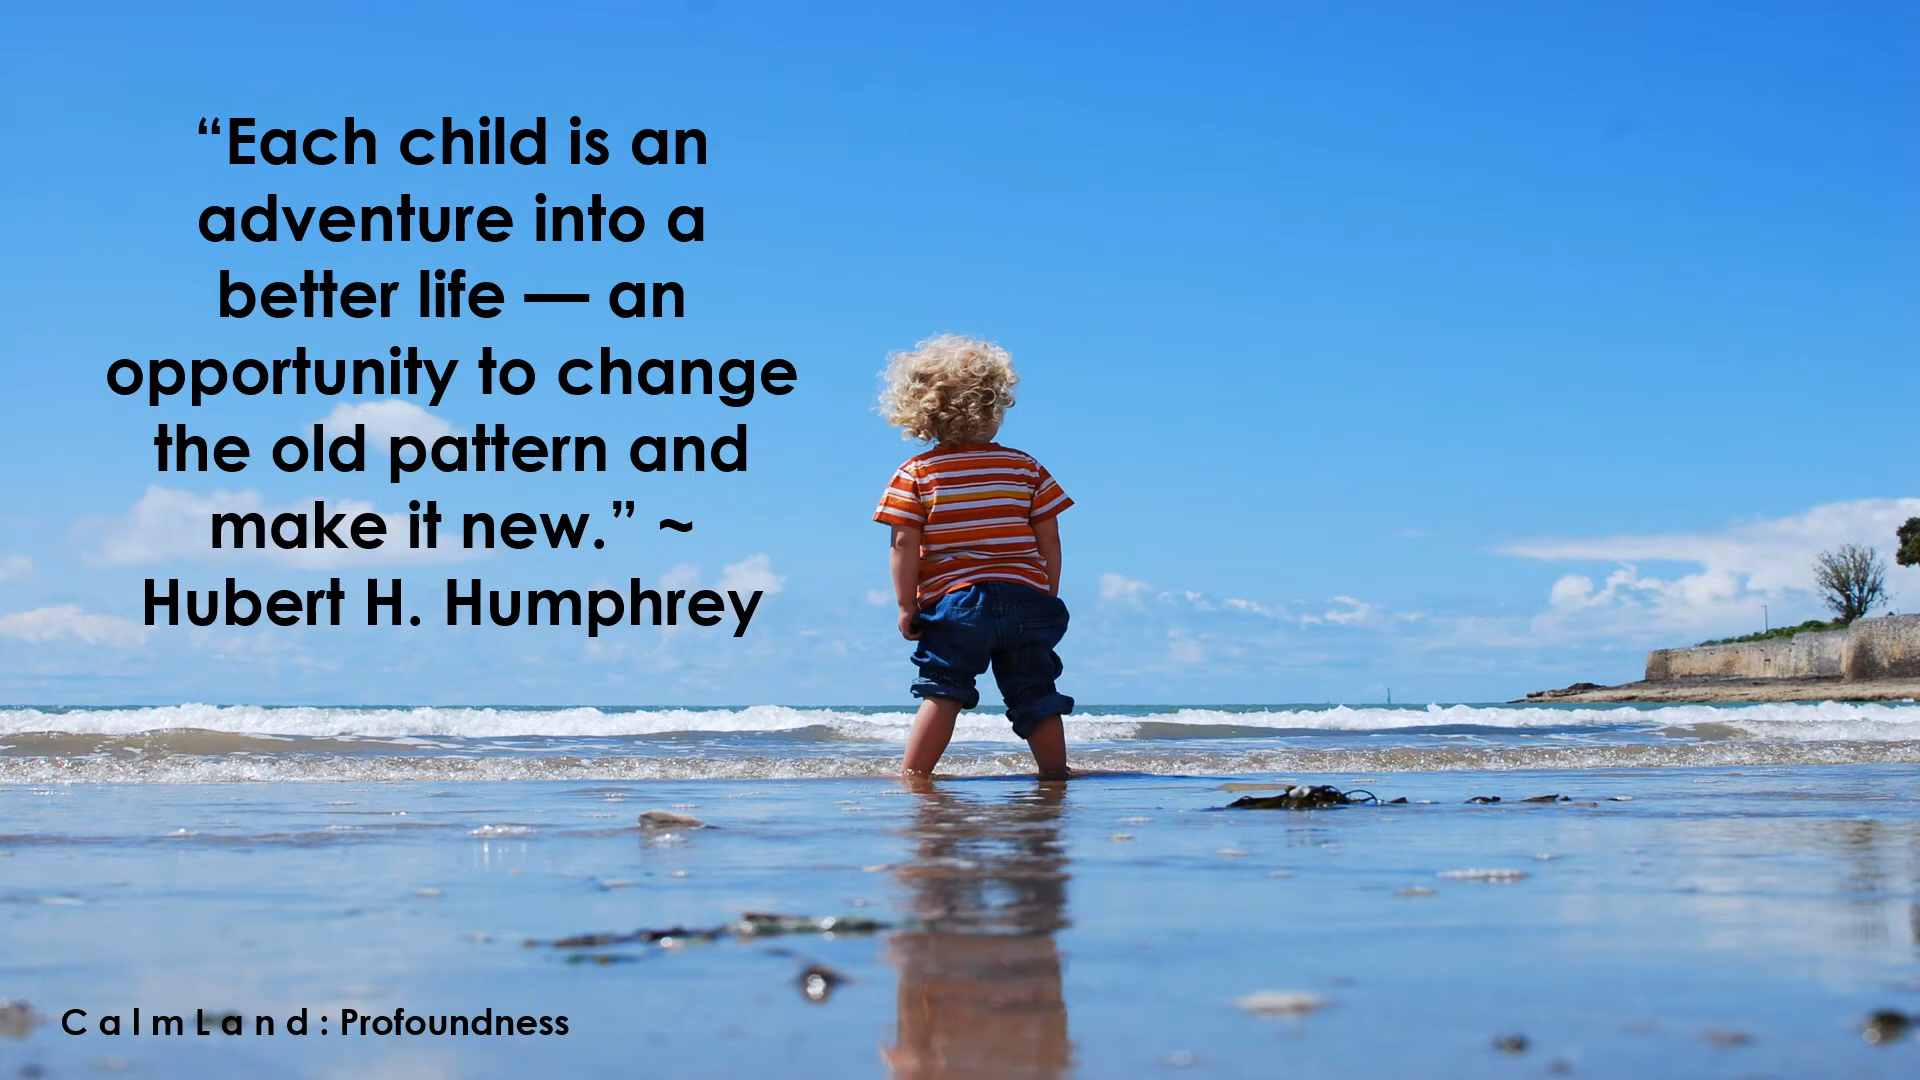 “Each child is an
adventure into a
better life — an
opportunity to change
the old pattern and
make it new.” ~
Hubert H. Humphrey
C a l m L a n d : Profoundness